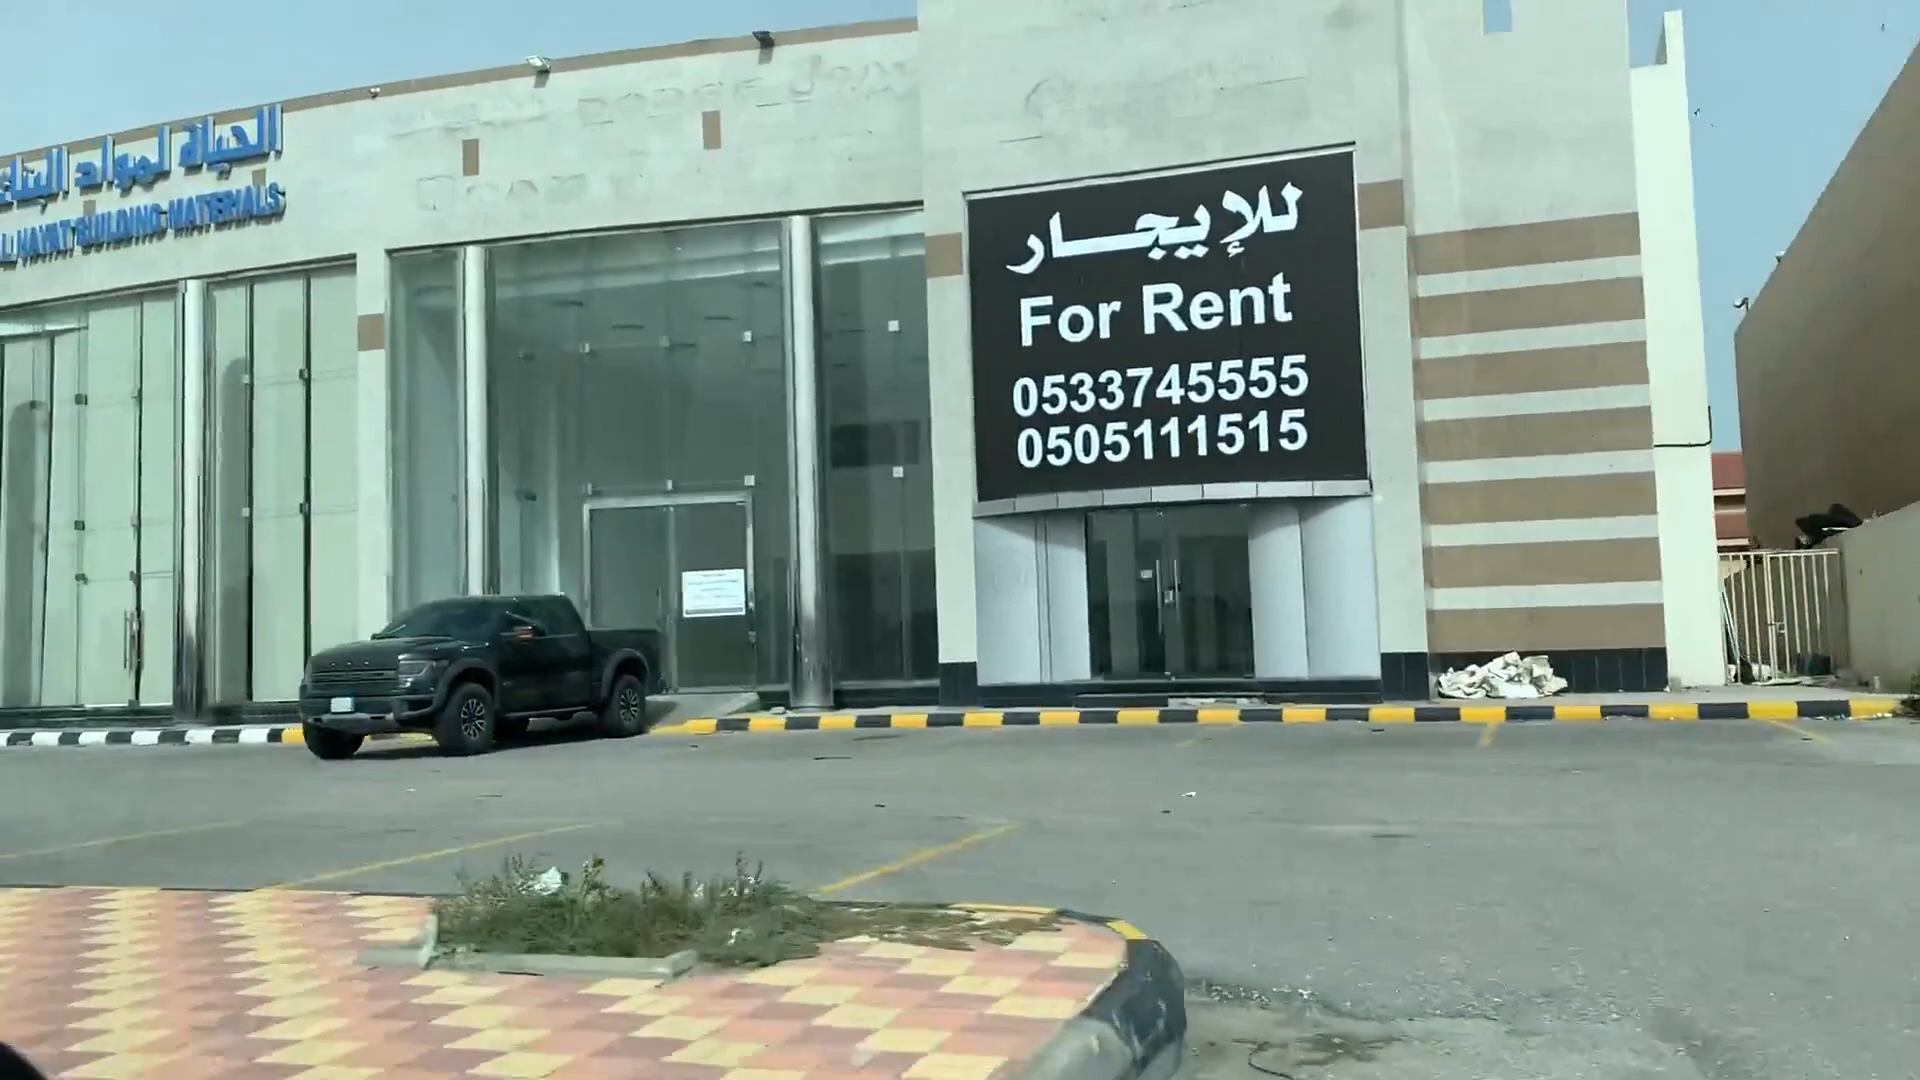 الحياة لمواد البناء
AL HAYAT BUILDING MATERIALS
للإيجار
For Rent
0533745555
0505111515